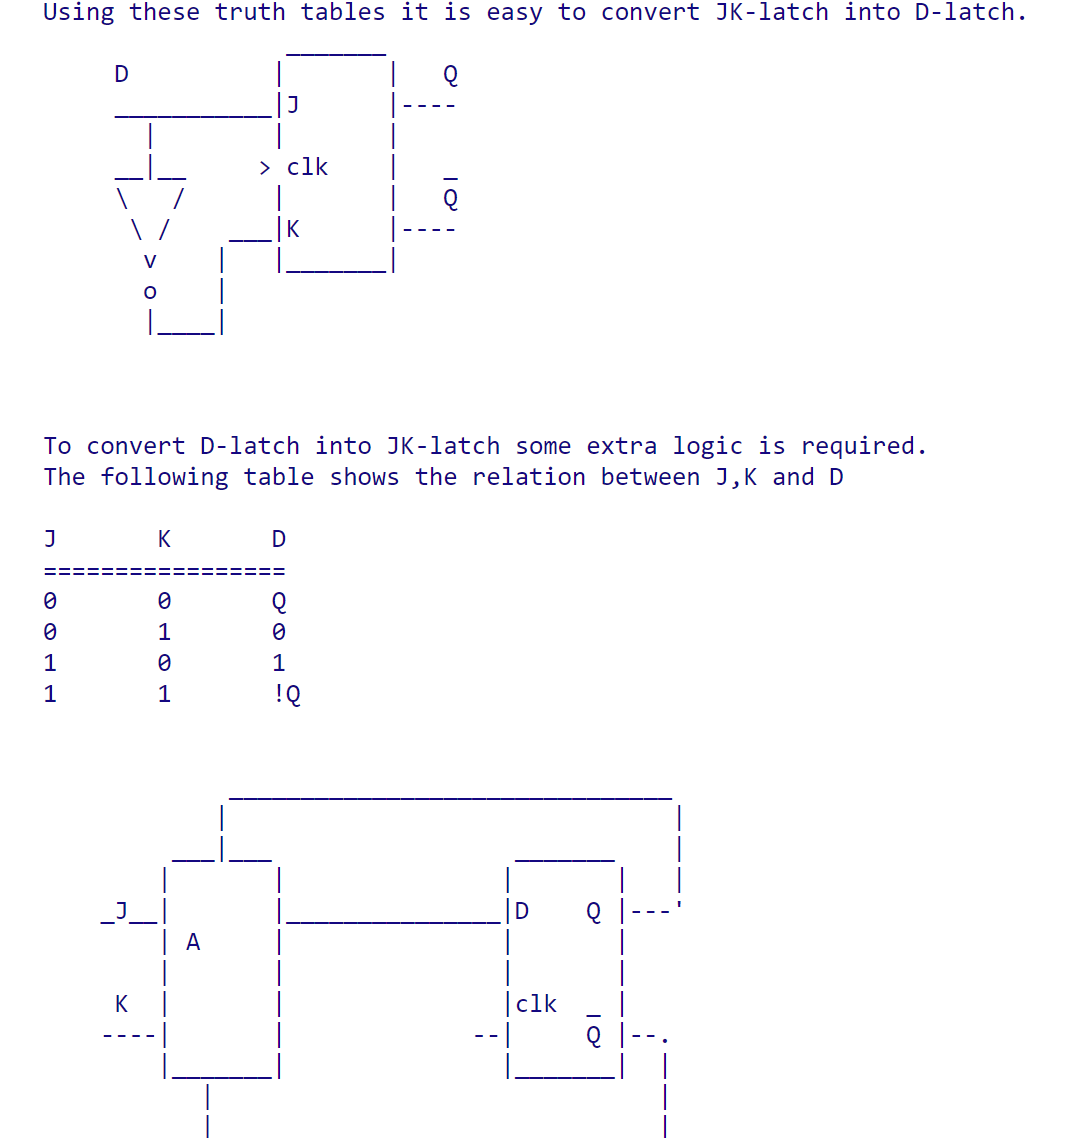 Using these truth tables it is easy to convert JK-latch into D-latch.
D Q
J
> clk _
Q
K
v
o
To convert D-latch into JK-latch some extra logic is required.
The following table shows the relation between J,K and D
J K D
=================
0 0 Q
0 1 0
1 0 1
1 1 !Q
J D Q
A
K clk _
Q